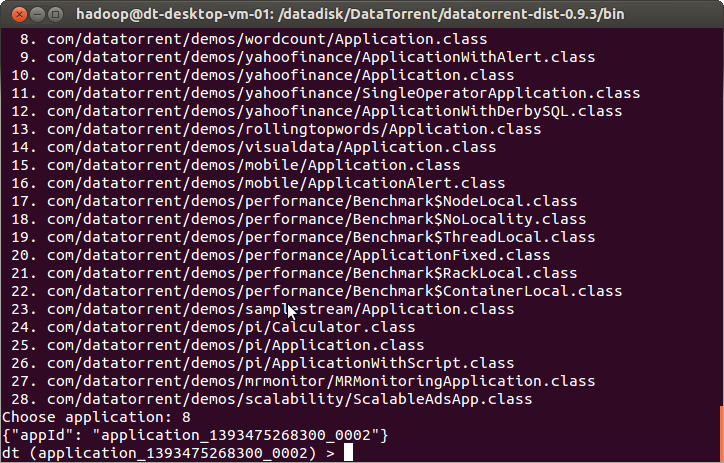 hadoop@dt-desktop-vm-01: /datadisk/DataTorrent/datatorrent-dist-0.9.3/bin
8. com/datatorrent/demos/wordcount/Application.class
9. com/datatorrent/demos/yahoofinance/ApplicationWithAlert.class
10. com/datatorrent/demos/yahoofinance/Application.class
11. com/datatorrent/demos/yahoofinance/SingleOperatorApplication.class
12. com/datatorrent/demos/yahoofinance/ApplicationWithDerbySQL.class
13. com/datatorrent/demos/rollingtopwords/Application.class
14. com/datatorrent/demos/visualdata/Application.class
15. com/datatorrent/demos/mobile/Application.class
16. com/datatorrent/demos/mobile/ApplicationAlert.class
17. com/datatorrent/demos/performance/Benchmark$NodeLocal.class
18. com/datatorrent/demos/performance/Benchmark$NoLocality.class
19. com/datatorrent/demos/performance/Benchmark$ThreadLocal.class
20. com/datatorrent/demos/performance/ApplicationFixed.class
21. com/datatorrent/demos/performance/Benchmark$RackLocal.class
22. com/datatorrent/demos/performance/Benchmark$ContainerLocal.class
23. com/datatorrent/demos/samplestream/Application.class
24. com/datatorrent/demos/pi/Calculator.class
25. com/datatorrent/demos/pi/Application.class
26. com/datatorrent/demos/pi/ApplicationWithScript.class
27. com/datatorrent/demos/mrmonitor/MRMonitoringApplication.class
28. com/datatorrent/demos/scalability/ScalableAdsApp.class
Choose application: 8
{"appId": "application_1393475268300_0002"}
dt (application_1393475268300_0002) >